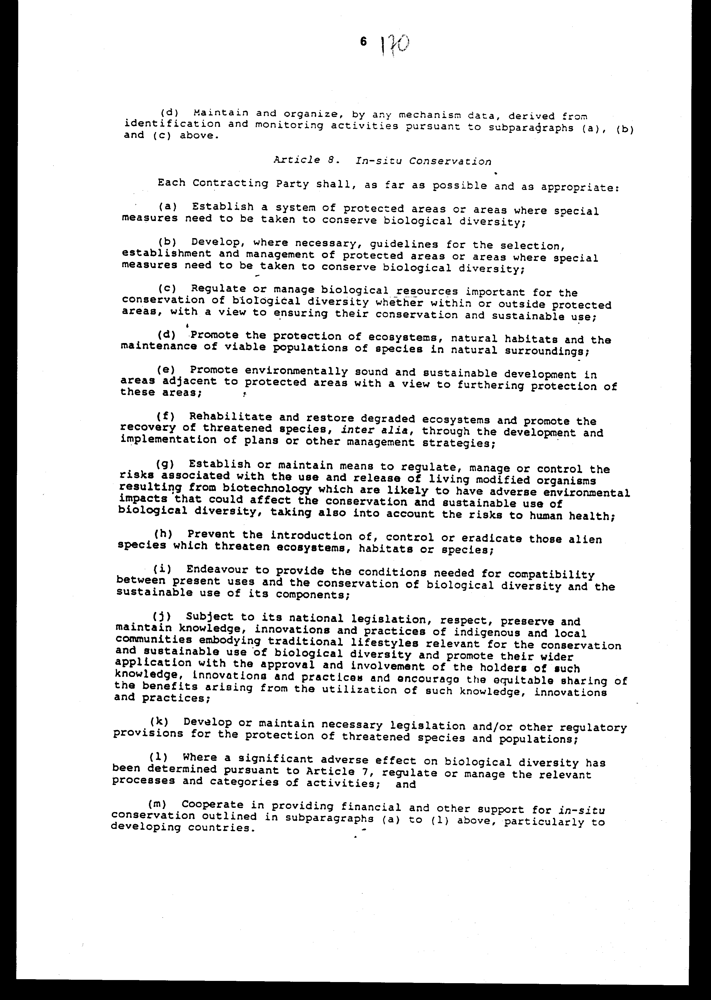 6 170
(d) Maintain and organize, by any mechanism data, derived from
identification and monitoring activities pursuant to subparagraphs (a), (b)
and (c) above.
Article 8. In-situ Conservation
Each Contracting Party shall, as far as possible and as appropriate:
(a) Establish a system of protected areas or areas where special
measures need to be taken to conserve biological diversity;
(b) Develop, where necessary, guidelines for the selection,
establishment and management of protected areas or areas where special
measures need to be taken to conserve biological diversity;
(c) Regulate or manage biological resources important for the
conservation of biological diversity whether within or outside protected
areas, with a view to ensuring their conservation and sustainable use;
(d) Promote the protection of ecosystems, natural habitats and the
maintenance of viable populations of species in natural surroundings;
(e) Promote environmentally sound and sustainable development in
areas adjacent to protected areas with a view to furthering protection of
these areas;
(f) Rehabilitate and restore degraded ecosystems and promote the
recovery of threatened species, inter alia, through the development and
implementation of plans or other management strategies;
(g) Establish or maintain means to regulate, manage or control the
risks associated with the use and release of living modified organisms
resulting from biotechnology which are likely to have adverse environmental
impacts that could affect the conservation and sustainable use of
biological diversity, taking also into account the risks to human health;
(h) Prevent the introduction of, control or eradicate those alien
species which threaten ecosystems, habitats or species;
(i) Endeavour to provide the conditions needed for compatibility
between present uses and the conservation of biological diversity and the
sustainable use of its components;
(j) Subject to its national legislation, respect, preserve and
maintain knowledge, innovations and practices of indigenous and local
communities embodying traditional lifestyles relevant for the conservation
and sustainable use of biological diversity and promote their wider
application with the approval and involvement of the holders of such
knowledge, innovations and practices and encourage the equitable sharing of
the benefits arising from the utilization of such knowledge, innovations
and practices;
(k) Develop or maintain necessary legislation and/or other regulatory
provisions for the protection of threatened species and populations;
(l) Where a significant adverse effect on biological diversity has
been determined pursuant to Article 7, regulate or manage the relevant
processes and categories of activities; and
(m) Cooperate in providing financial and other support for in-situ
conservation outlined in subparagraphs (a) to (l) above, particularly to
developing countries.